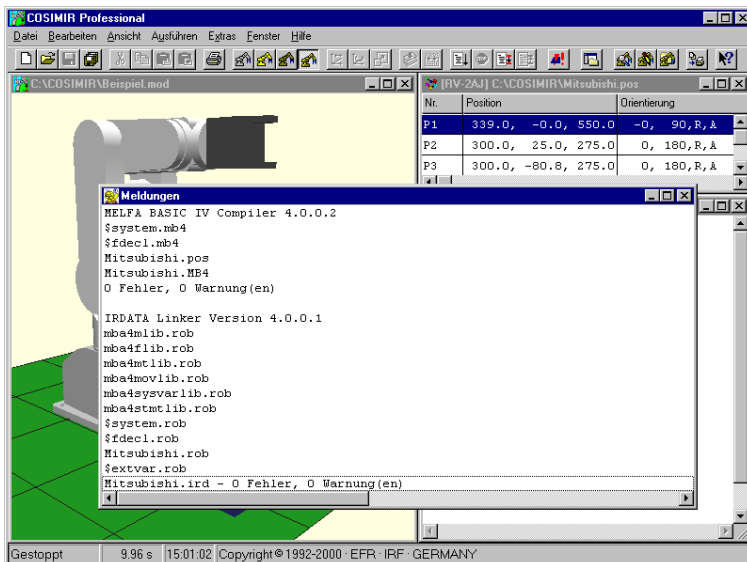 COSIMIR Professional
Datei Bearbeiten Ansicht Ausführen Extras Fenster Hilfe
C:\COSIMIR\Beispiel.mod
[RV-2AJ] C:\COSIMIR\Mitsubishi.pos
Nr. Position Orientierung
P1 339.0, -0.0, 550.0 -0, 90,R,A
P2 300.0, 25.0, 275.0 0, 180,R,A
P3 300.0, -80.8, 275.0 0, 180,R,A
Meldungen
MELFA BASIC IV Compiler 4.0.0.2
$system.mb4
$fdecl.mb4
Mitsubishi.pos
Mitsubishi.MB4
0 Fehler, 0 Warnung(en)
IRDATA Linker Version 4.0.0.1
mba4mlib.rob
mba4flib.rob
mba4mtlib.rob
mba4movlib.rob
mba4sysvarlib.rob
mba4stmtlib.rob
$system.rob
$fdecl.rob
Mitsubishi.rob
$extvar.rob
Mitsubishi.ird - 0 Fehler, 0 Warnung(en)
Gestoppt 9.96 s 15:01:02 Copyright©1992-2000 · EFR · IRF · GERMANY